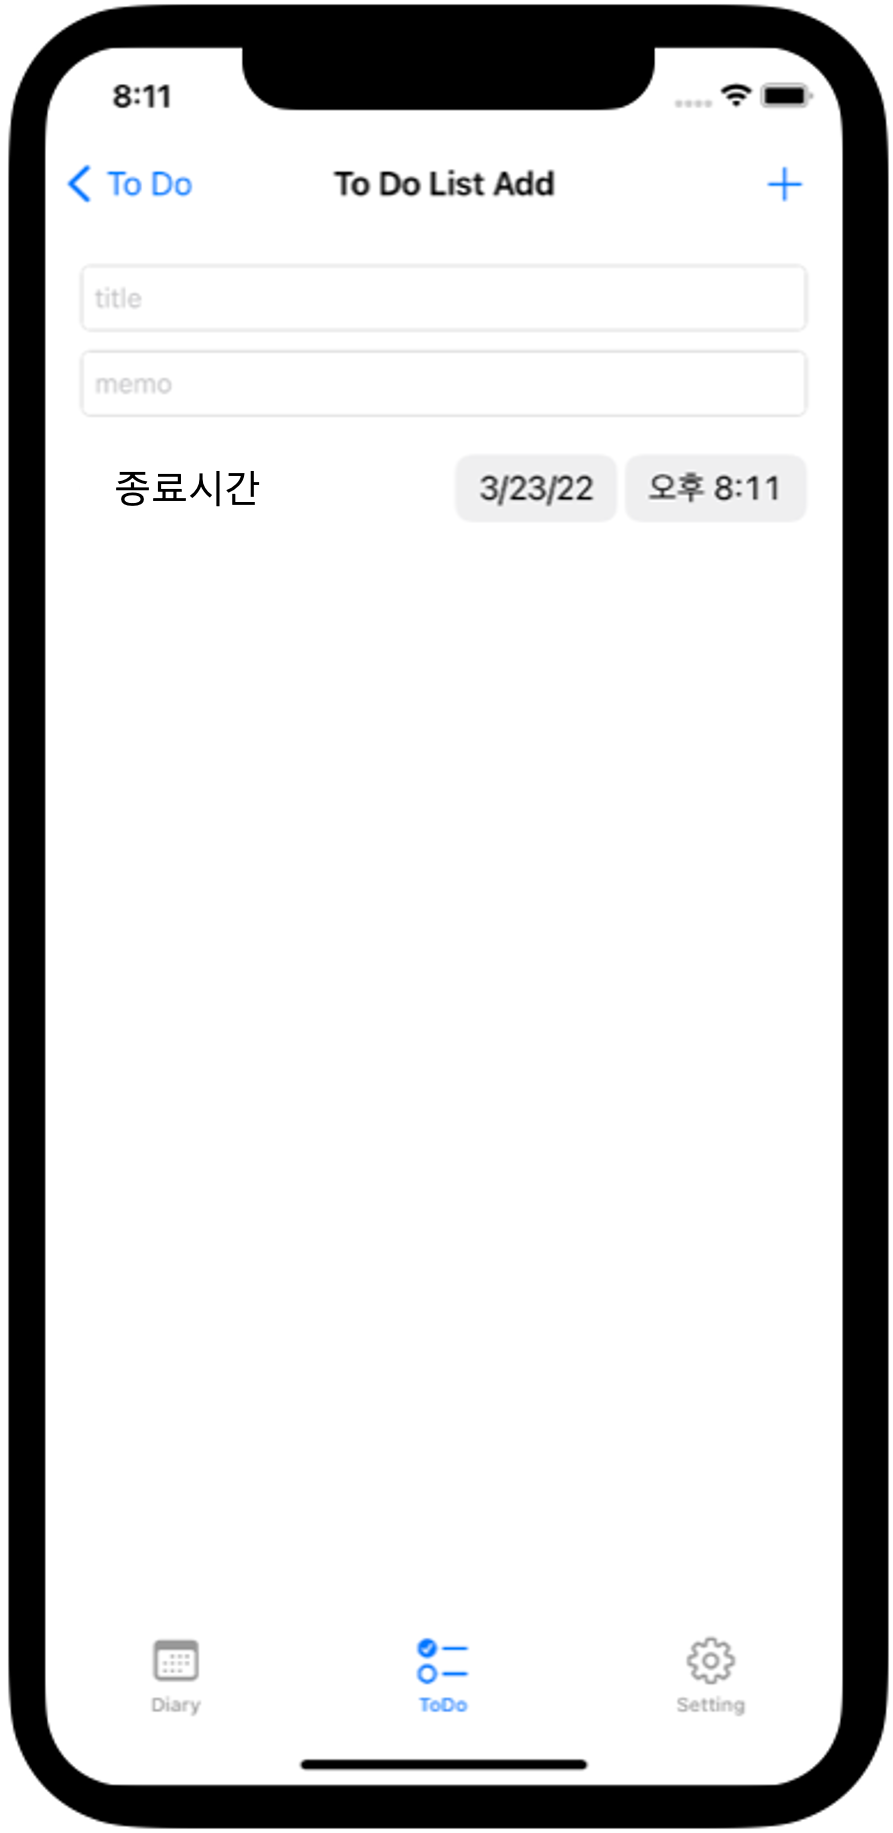 8:11
To Do
To Do List Add
title
memo
종료시간 3/23/22 오후 8:11
Diary ToDo Setting